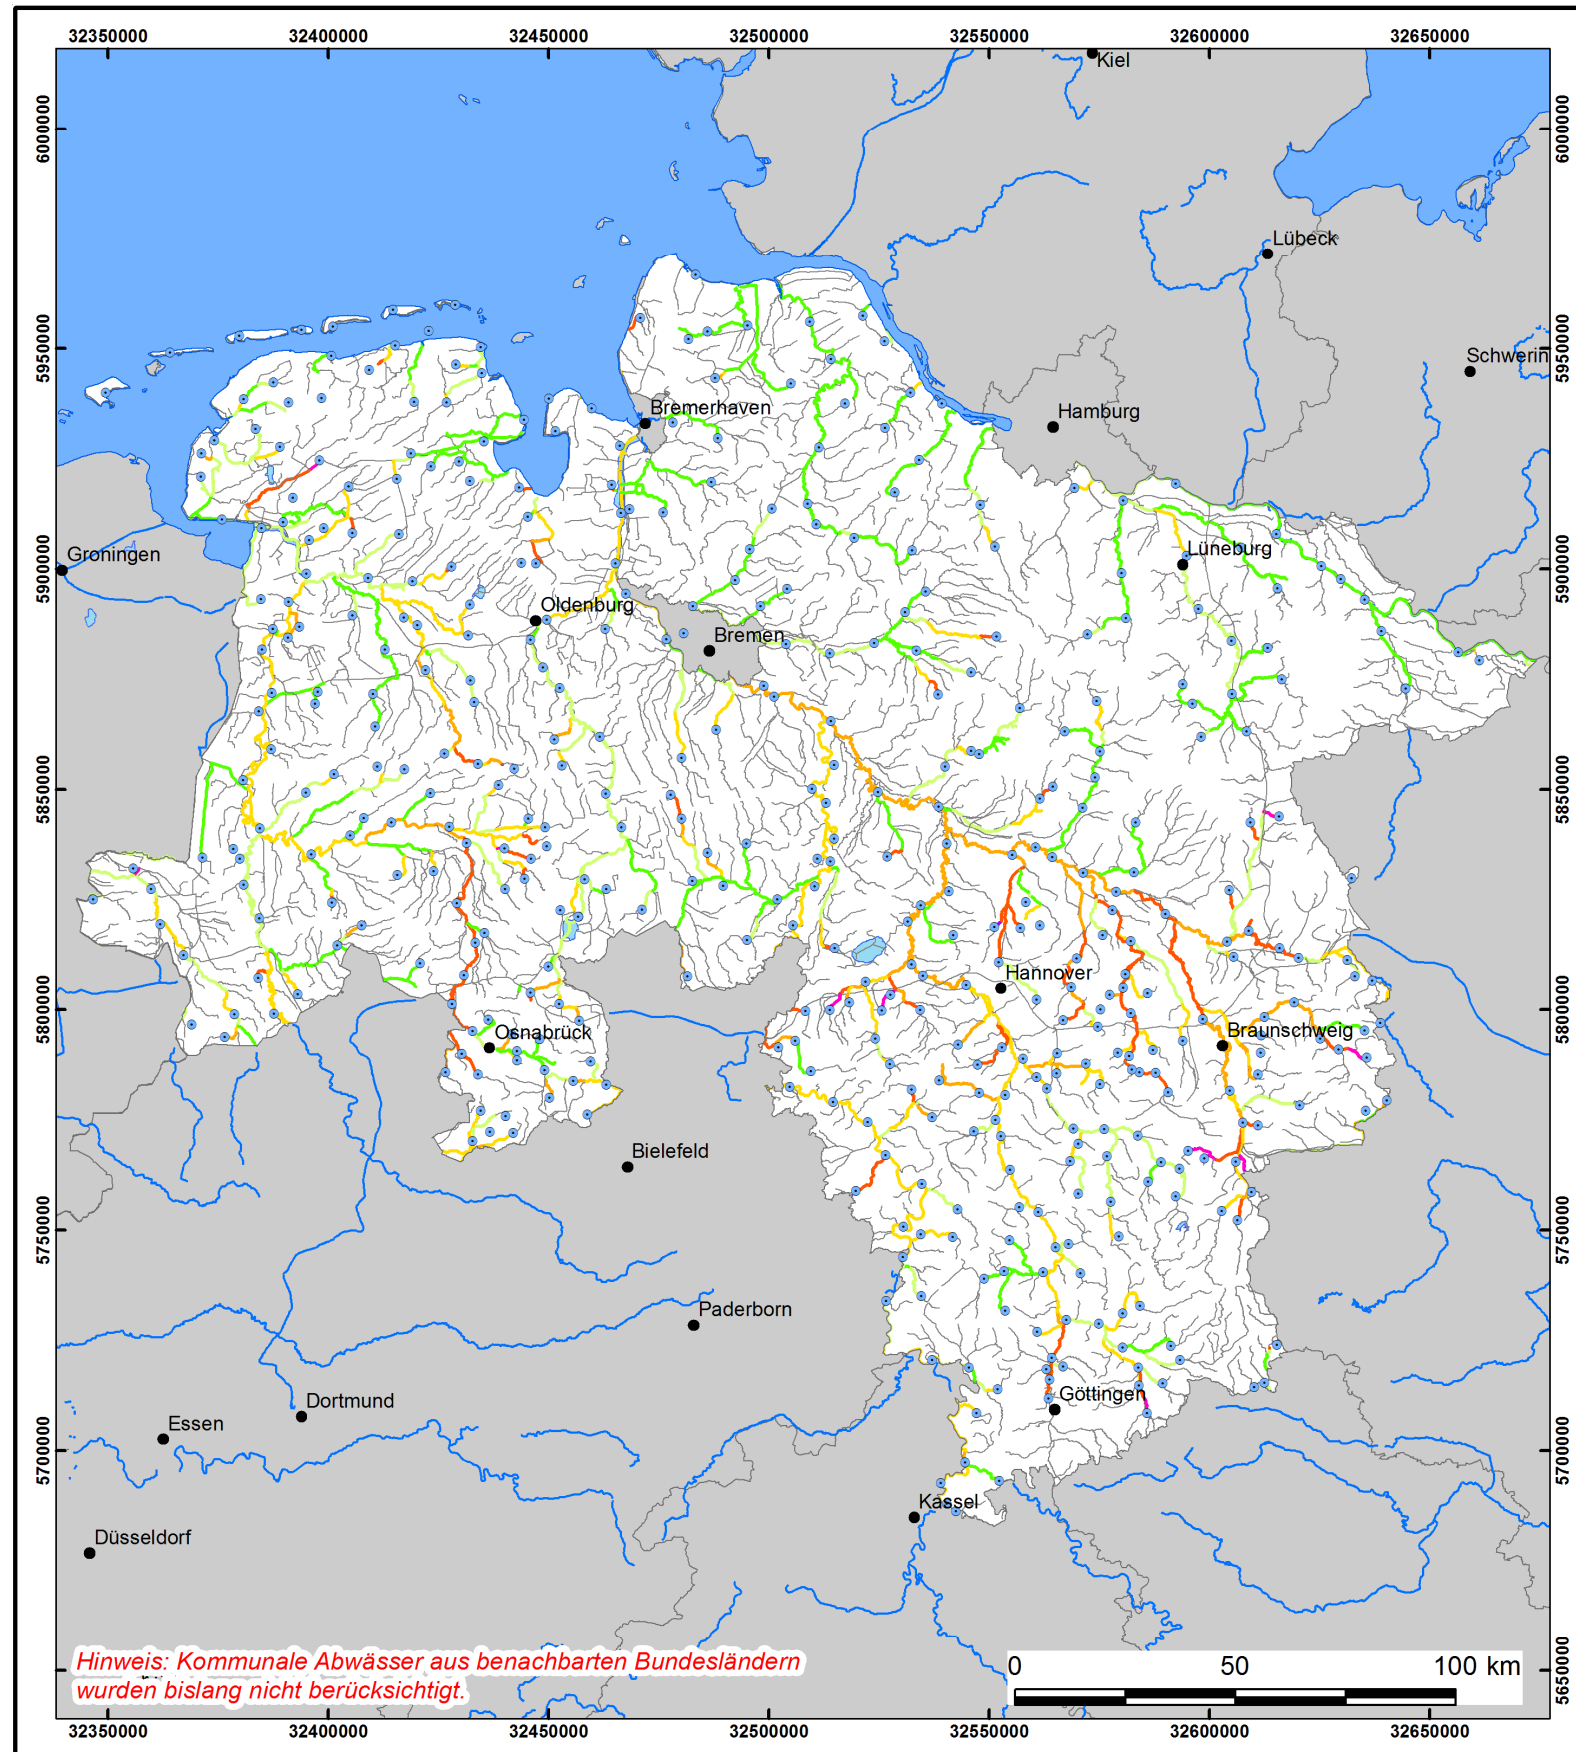 32350000 32400000 32450000 32500000 32550000 32600000 32650000
Kiel
6000000 6000000
Lübeck
5950000 5950000
Schwerin
Bremerhaven
Hamburg
Groningen
Lüneburg
5900000 5900000
Oldenburg
Bremen
5850000 5850000
Hannover
5800000 5800000
Osnabrück
Braunschweig
Bielefeld
5750000 5750000
Paderborn
Dortmund
Göttingen
Essen
5700000 5700000
Kassel
Düsseldorf
Hinweis: Kommunale Abwässer aus benachbarten Bundesländern
wurden bislang nicht berücksichtigt.
0 50 100 km
5650000 5650000
32350000 32400000 32450000 32500000 32550000 32600000 32650000